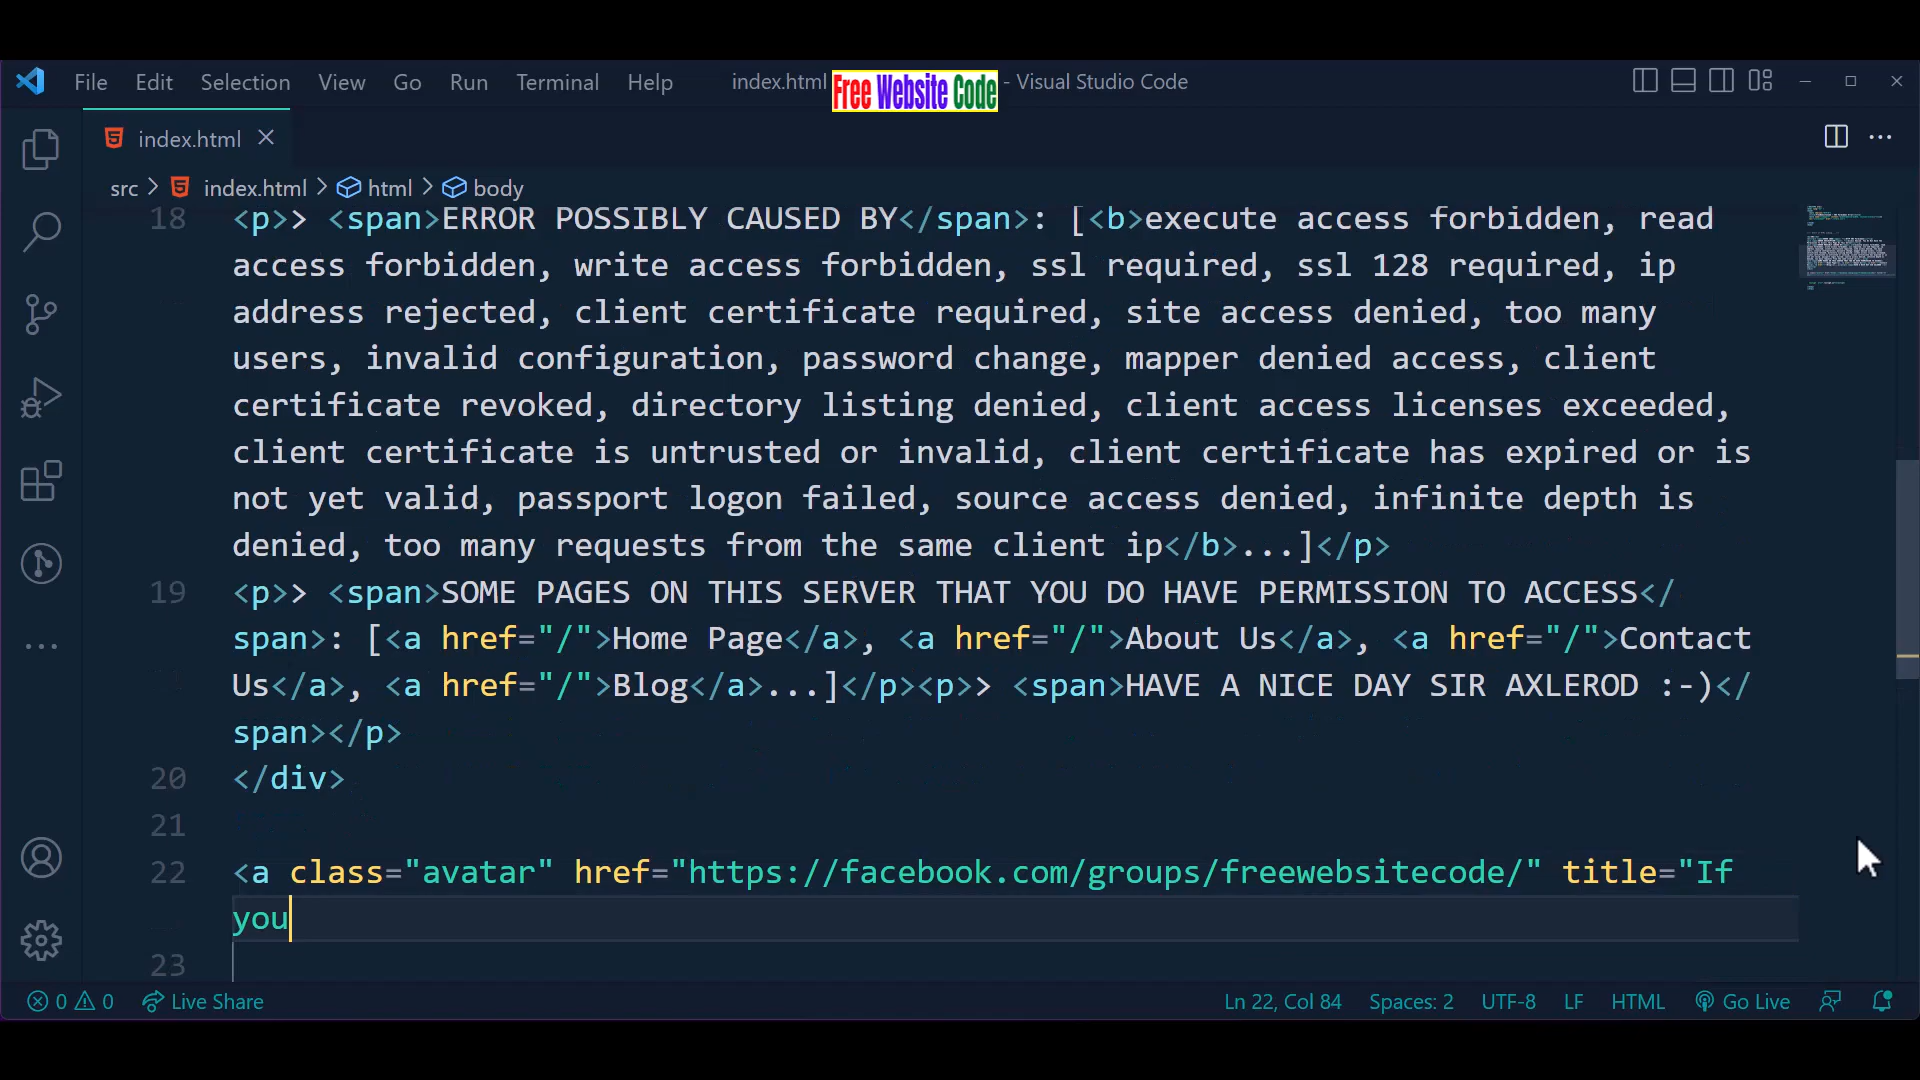 File Edit Selection View Go Run Terminal Help index.html Free Website Code - Visual Studio Code
index.html
src > index.html > html > body
18 <p>> <span>ERROR POSSIBLY CAUSED BY</span>: [<b>execute access forbidden, read
access forbidden, write access forbidden, ssl required, ssl 128 required, ip
address rejected, client certificate required, site access denied, too many
users, invalid configuration, password change, mapper denied access, client
certificate revoked, directory listing denied, client access licenses exceeded,
client certificate is untrusted or invalid, client certificate has expired or is
not yet valid, passport logon failed, source access denied, infinite depth is
denied, too many requests from the same client ip</b>...]</p>
19 <p>> <span>SOME PAGES ON THIS SERVER THAT YOU DO HAVE PERMISSION TO ACCESS</
span>: [<a href="/">Home Page</a>, <a href="/">About Us</a>, <a href="/">Contact
Us</a>, <a href="/">Blog</a>...]</p><p>> <span>HAVE A NICE DAY SIR AXLEROD :-)</
span></p>
20 </div>
21
22 <a class="avatar" href="https://facebook.com/groups/freewebsitecode/" title="If
you
23
0 0 Live Share Ln 22, Col 84 Spaces: 2 UTF-8 LF HTML Go Live